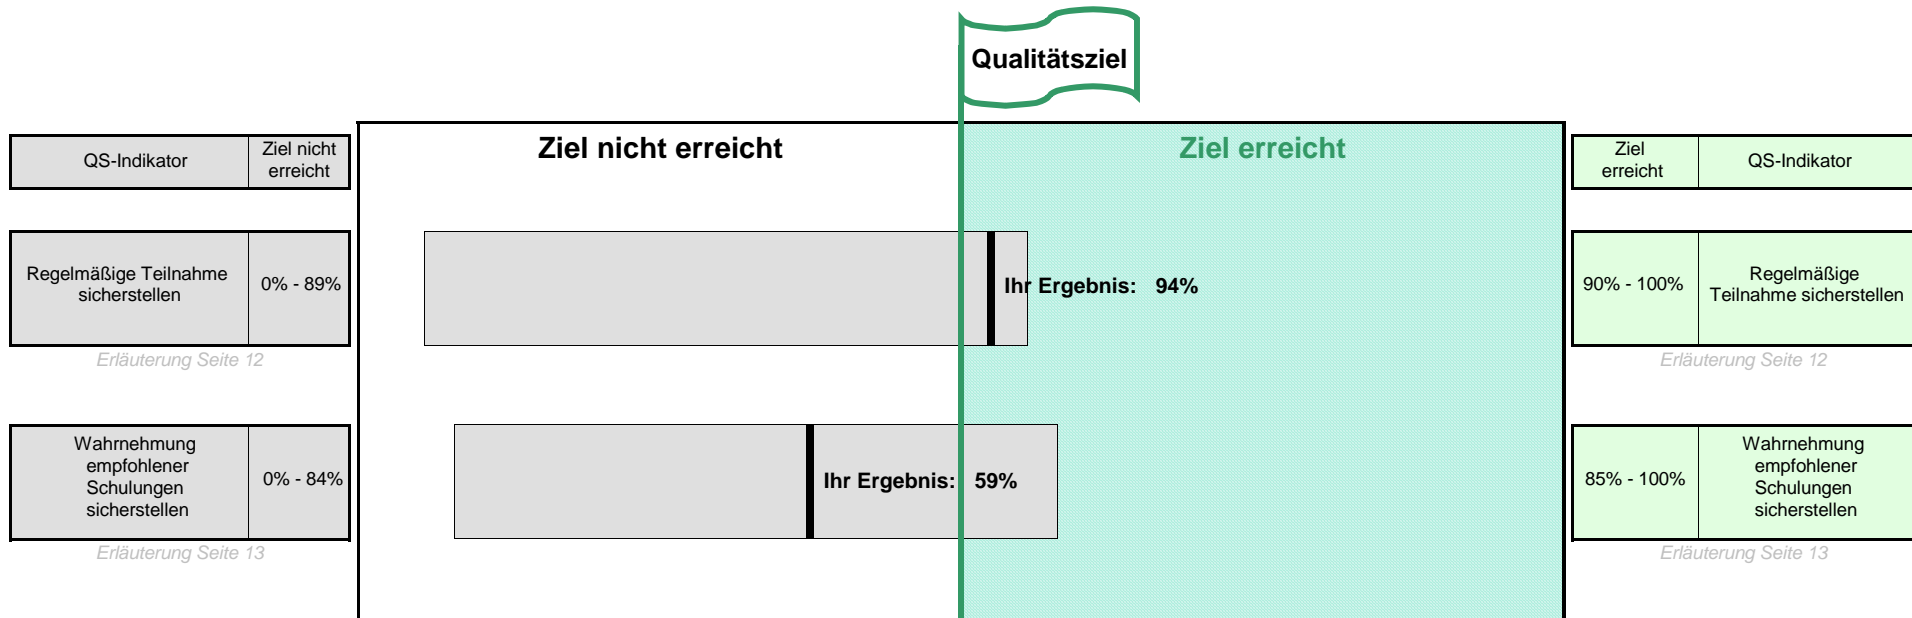 Qualitätsziel
Ziel nicht erreicht
Ziel erreicht
QS-Indikator
Ziel nicht
erreicht
Ziel
erreicht
QS-Indikator
Regelmäßige Teilnahme
sicherstellen
0% - 89%
Ihr Ergebnis: 94%
90% - 100%
Regelmäßige
Teilnahme sicherstellen
Erläuterung Seite 12
Erläuterung Seite 12
Wahrnehmung
empfohlener
Schulungen
sicherstellen
0% - 84%
Ihr Ergebnis: 59%
85% - 100%
Wahrnehmung
empfohlener
Schulungen
sicherstellen
Erläuterung Seite 13
Erläuterung Seite 13